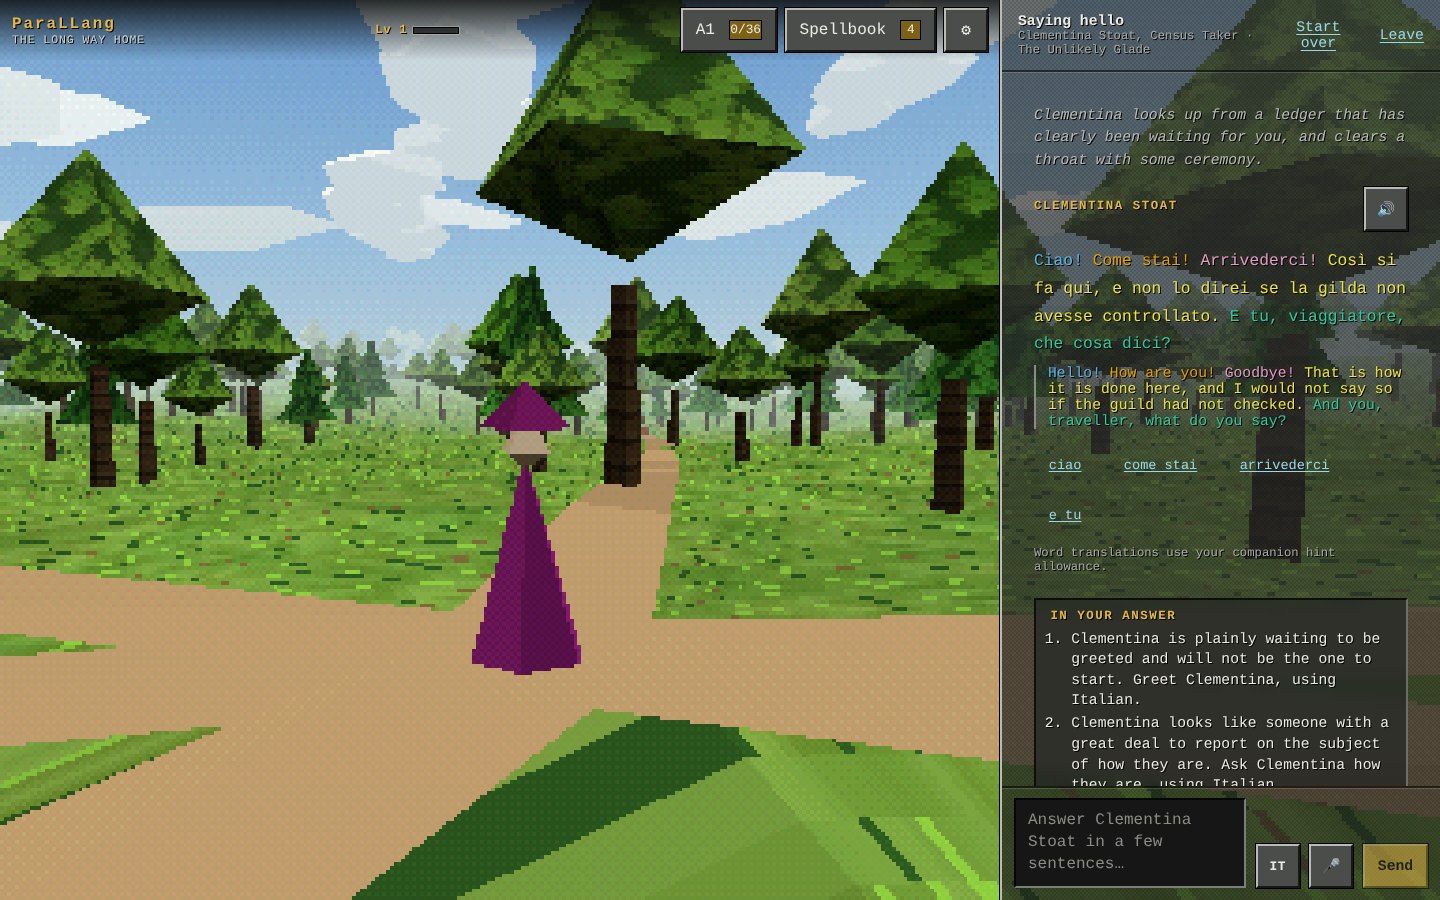 ParaLLang
THE LONG WAY HOME
Lv 1
A1 0/36
Spellbook 4
Saying hello
Clementina Stoat, Census Taker ·
The Unlikely Glade
Start
over
Leave
Clementina looks up from a ledger that has
clearly been waiting for you, and clears a
throat with some ceremony.
CLEMENTINA STOAT
Ciao! Come stai! Arrivederci! Così si
fa qui, e non lo direi se la gilda non
avesse controllato. E tu, viaggiatore,
che cosa dici?
Hello! How are you! Goodbye! That is how
it is done here, and I would not say so
if the guild had not checked. And you,
traveller, what do you say?
ciao come stai arrivederci
e tu
Word translations use your companion hint
allowance.
IN YOUR ANSWER
1. Clementina is plainly waiting to be
greeted and will not be the one to
start. Greet Clementina, using
Italian.
2. Clementina looks like someone with a
great deal to report on the subject
of how they are. Ask Clementina how
they are, using Italian
Answer Clementina
Stoat in a few
sentences…
IT
Send